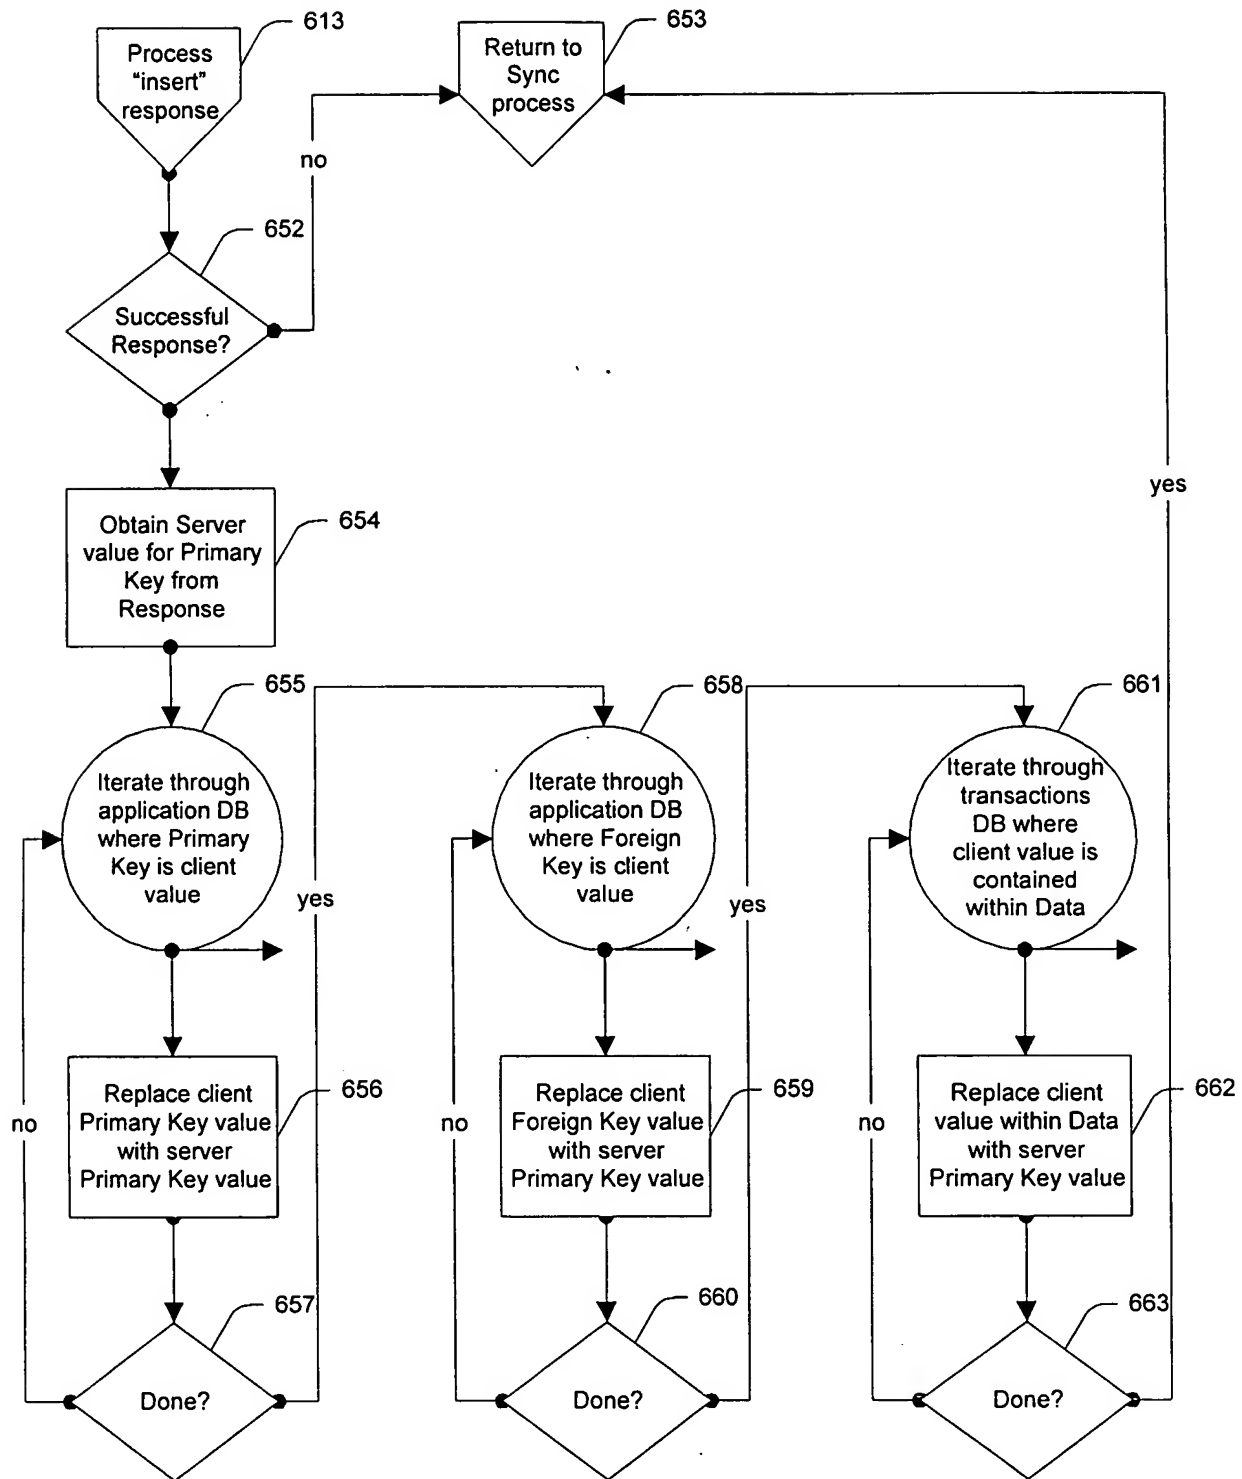 Process
“insert”
response
613
Return to
Sync
process
653
no
652
Successful
Response?
yes
Obtain Server
value for Primary
Key from
Response
654
655
Iterate through
application DB
where Primary
Key is client
value
yes
658
Iterate through
application DB
where Foreign
Key is client
value
yes
661
Iterate through
transactions
DB where
client value is
contained
within Data
no
Replace client
Primary Key value
with server
Primary Key value
656
no
Replace client
Foreign Key value
with server
Primary Key value
659
no
Replace client
value within Data
with server
Primary Key value
662
657
Done?
660
Done?
663
Done?